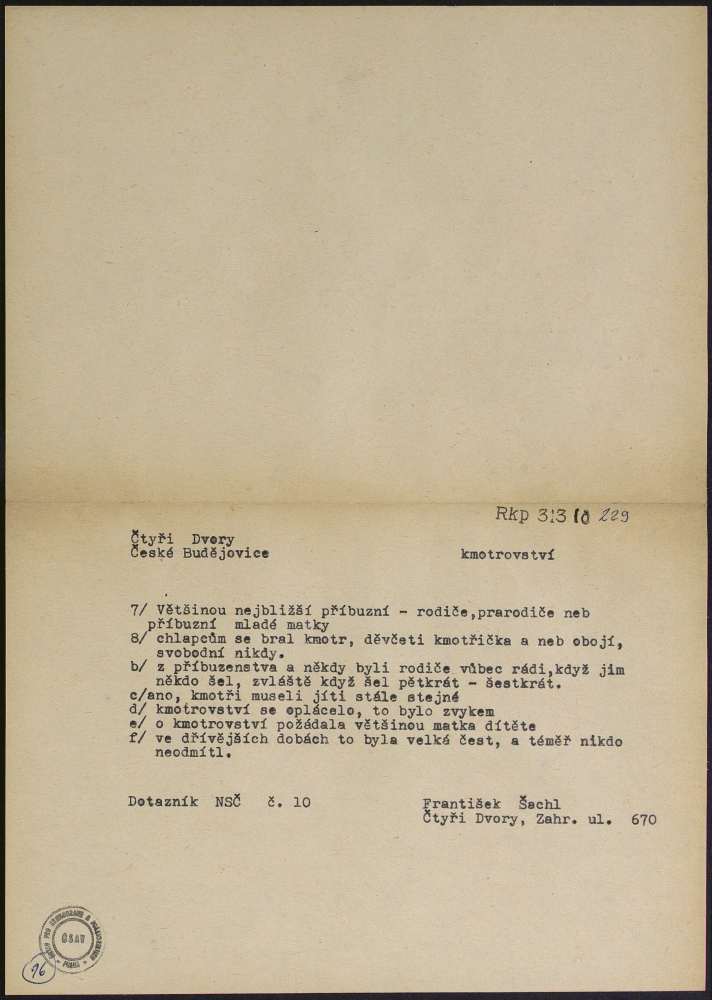 Rkp 313 10 229
Čtyři Dvory
České Budějovice
kmotrovství
7/ Většinou nejbližší příbuzní - rodiče,prarodiče neb
příbuzní mladé matky
8/ chlapcům se bral kmotr, děvčeti kmotřička a neb obojí,
svobodní nikdy.
b/ z příbuzenstva a někdy byli rodiče vůbec rádi,když jim
někdo šel, zvláště když šel pětkrát - šestkrát.
c/ano, kmotři museli jíti stále stejné
d/ kmotrovství se oplácelo, to bylo zvykem
e/ o kmotrovství požádala většinou matka dítěte
f/ ve dřívějších dobách to byla velká čest, a téměř nikdo
neodmítl.
Dotazník NSČ č. 10
František Šachl
Čtyři Dvory, Zahr. ul. 670
ČSAV
96